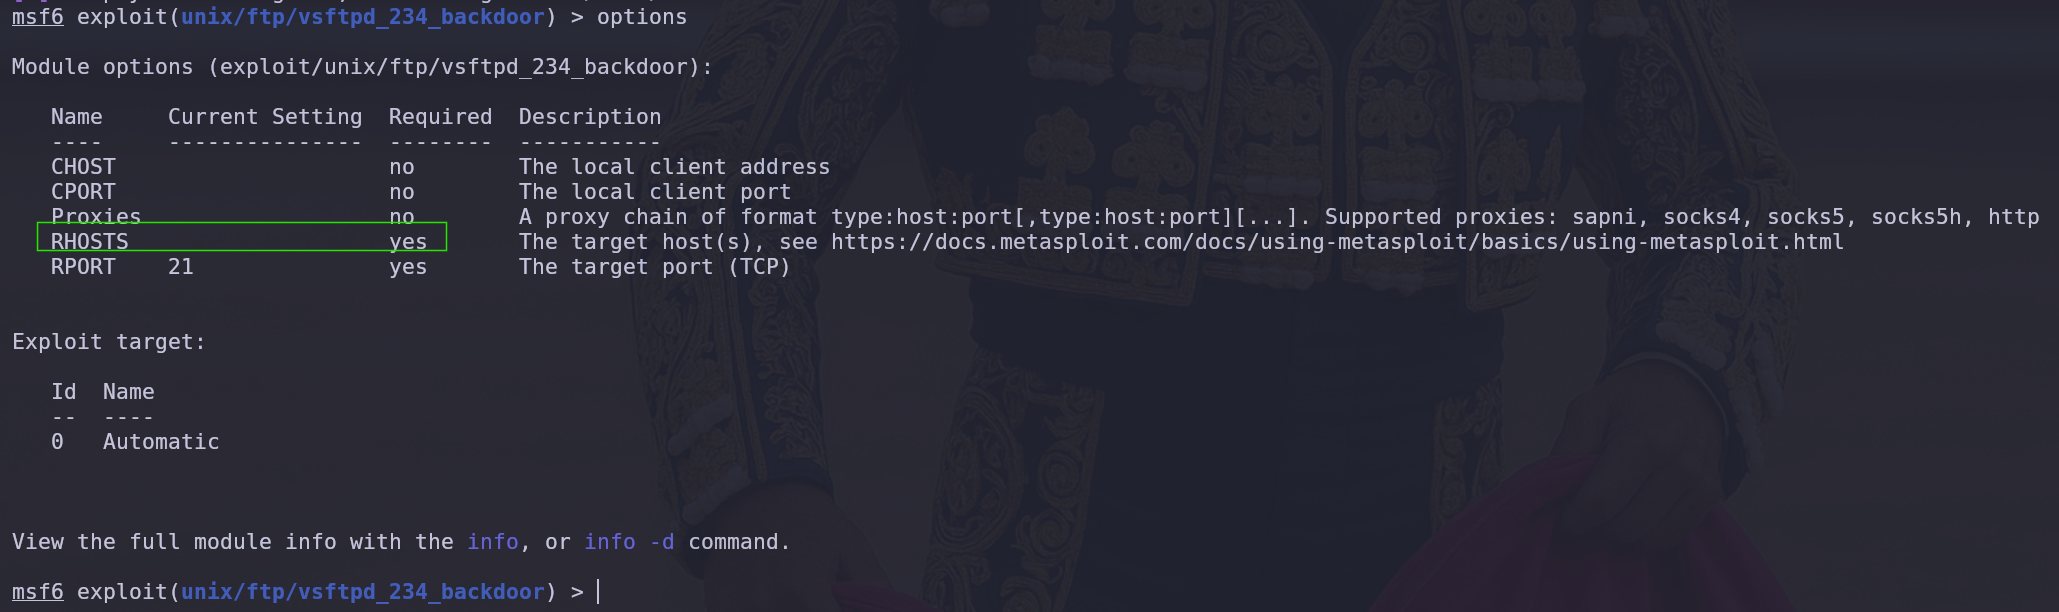 msf6 exploit(unix/ftp/vsftpd_234_backdoor) > options
Module options (exploit/unix/ftp/vsftpd_234_backdoor):
Name Current Setting Required Description
---- --------------- -------- -----------
CHOST no The local client address
CPORT no The local client port
Proxies no A proxy chain of format type:host:port[,type:host:port][...]. Supported proxies: sapni, socks4, socks5, socks5h, http
RHOSTS yes The target host(s), see https://docs.metasploit.com/docs/using-metasploit/basics/using-metasploit.html
RPORT 21 yes The target port (TCP)
Exploit target:
Id Name
-- ----
0 Automatic
View the full module info with the info, or info -d command.
msf6 exploit(unix/ftp/vsftpd_234_backdoor) >